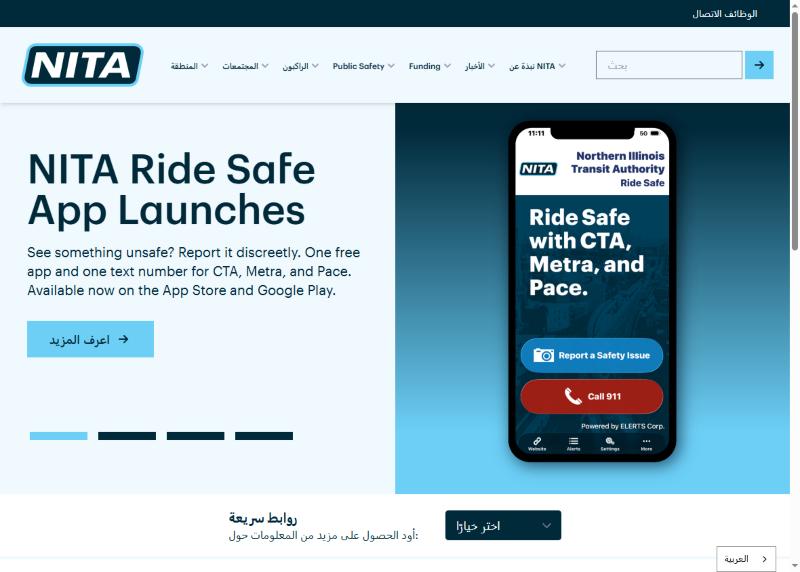 الوظائف الاتصال
NITA
المنطقة
المجتمعات
الراكبون
Public Safety
Funding
الأخبار
نبذة عن NITA
بحث
NITA Ride Safe
App Launches
See something unsafe? Report it discreetly. One free
app and one text number for CTA, Metra, and Pace.
Available now on the App Store and Google Play.
اعرف المزيد
11:11
5G
NITA
Northern Illinois
Transit Authority
Ride Safe
Ride Safe
with CTA,
Metra, and
Pace.
Report a Safety Issue
Call 911
Powered by ELERTS Corp.
Website
Alerts
Settings
More
روابط سريعة
أود الحصول على مزيد من المعلومات حول:
اختر خيارًا
العربية